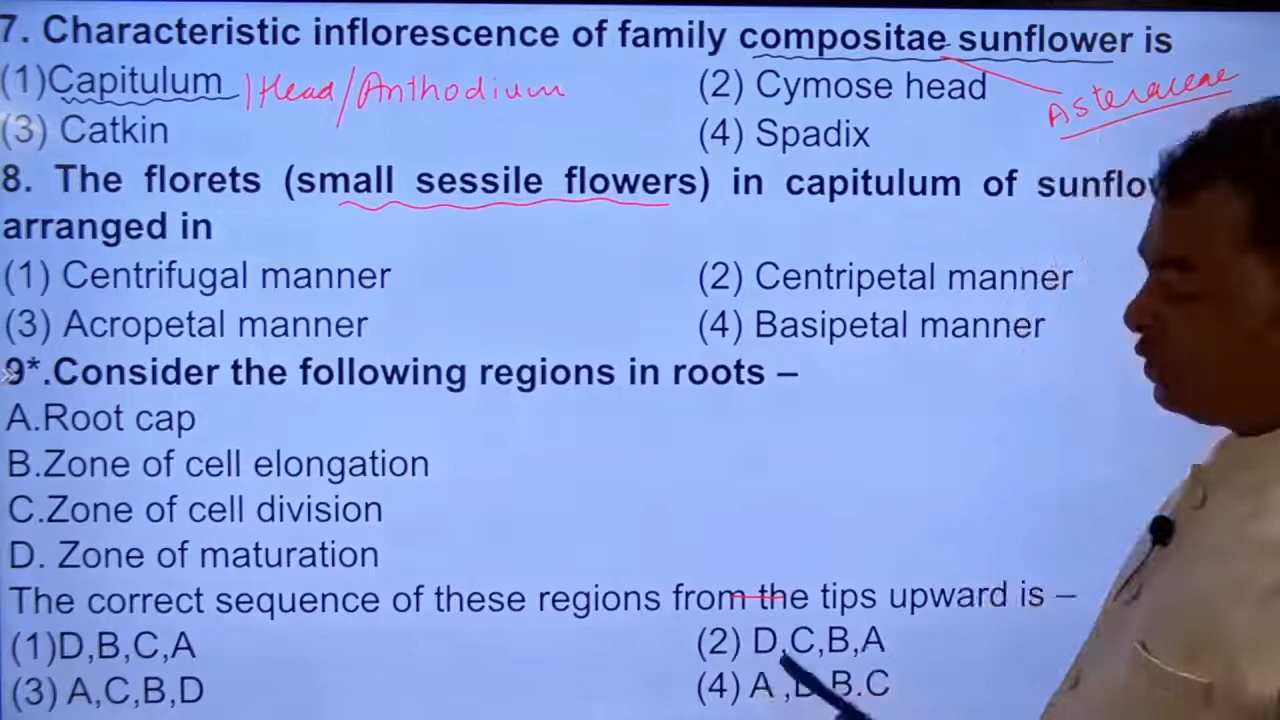 7. Characteristic inflorescence of family compositae sunflower is
(1)Capitulum / Head / Anthodium (2) Cymose head
Asteraceae
(3) Catkin (4) Spadix
8. The florets (small sessile flowers) in capitulum of
arranged in
(1) Centrifugal manner (2) Centripetal manner
(3) Acropetal manner (4) Basipetal manner
9*.Consider the following regions in roots –
A.Root cap
B.Zone of cell elongation
C.Zone of cell division
D. Zone of maturation
The correct sequence of these regions from the tips upward is –
(1)D,B,C,A (2) D,C,B,A
(3) A,C,B,D (4) A , B.C